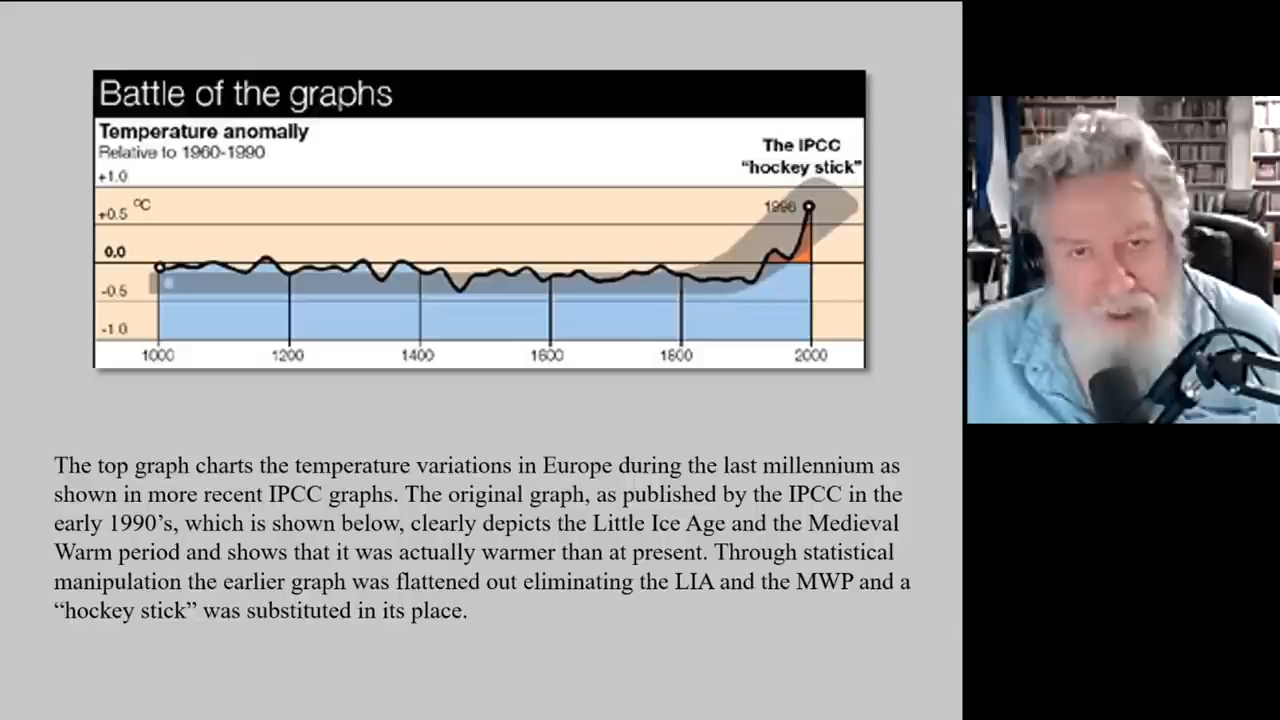 Battle of the graphs
Temperature anomaly
Relative to 1960-1990
The IPCC
"hockey stick"
+1.0
°C
1998
+0.5
0.0
-0.5
-1.0
1000 1200 1400 1600 1800 2000
The top graph charts the temperature variations in Europe during the last millennium as
shown in more recent IPCC graphs. The original graph, as published by the IPCC in the
early 1990’s, which is shown below, clearly depicts the Little Ice Age and the Medieval
Warm period and shows that it was actually warmer than at present. Through statistical
manipulation the earlier graph was flattened out eliminating the LIA and the MWP and a
“hockey stick” was substituted in its place.